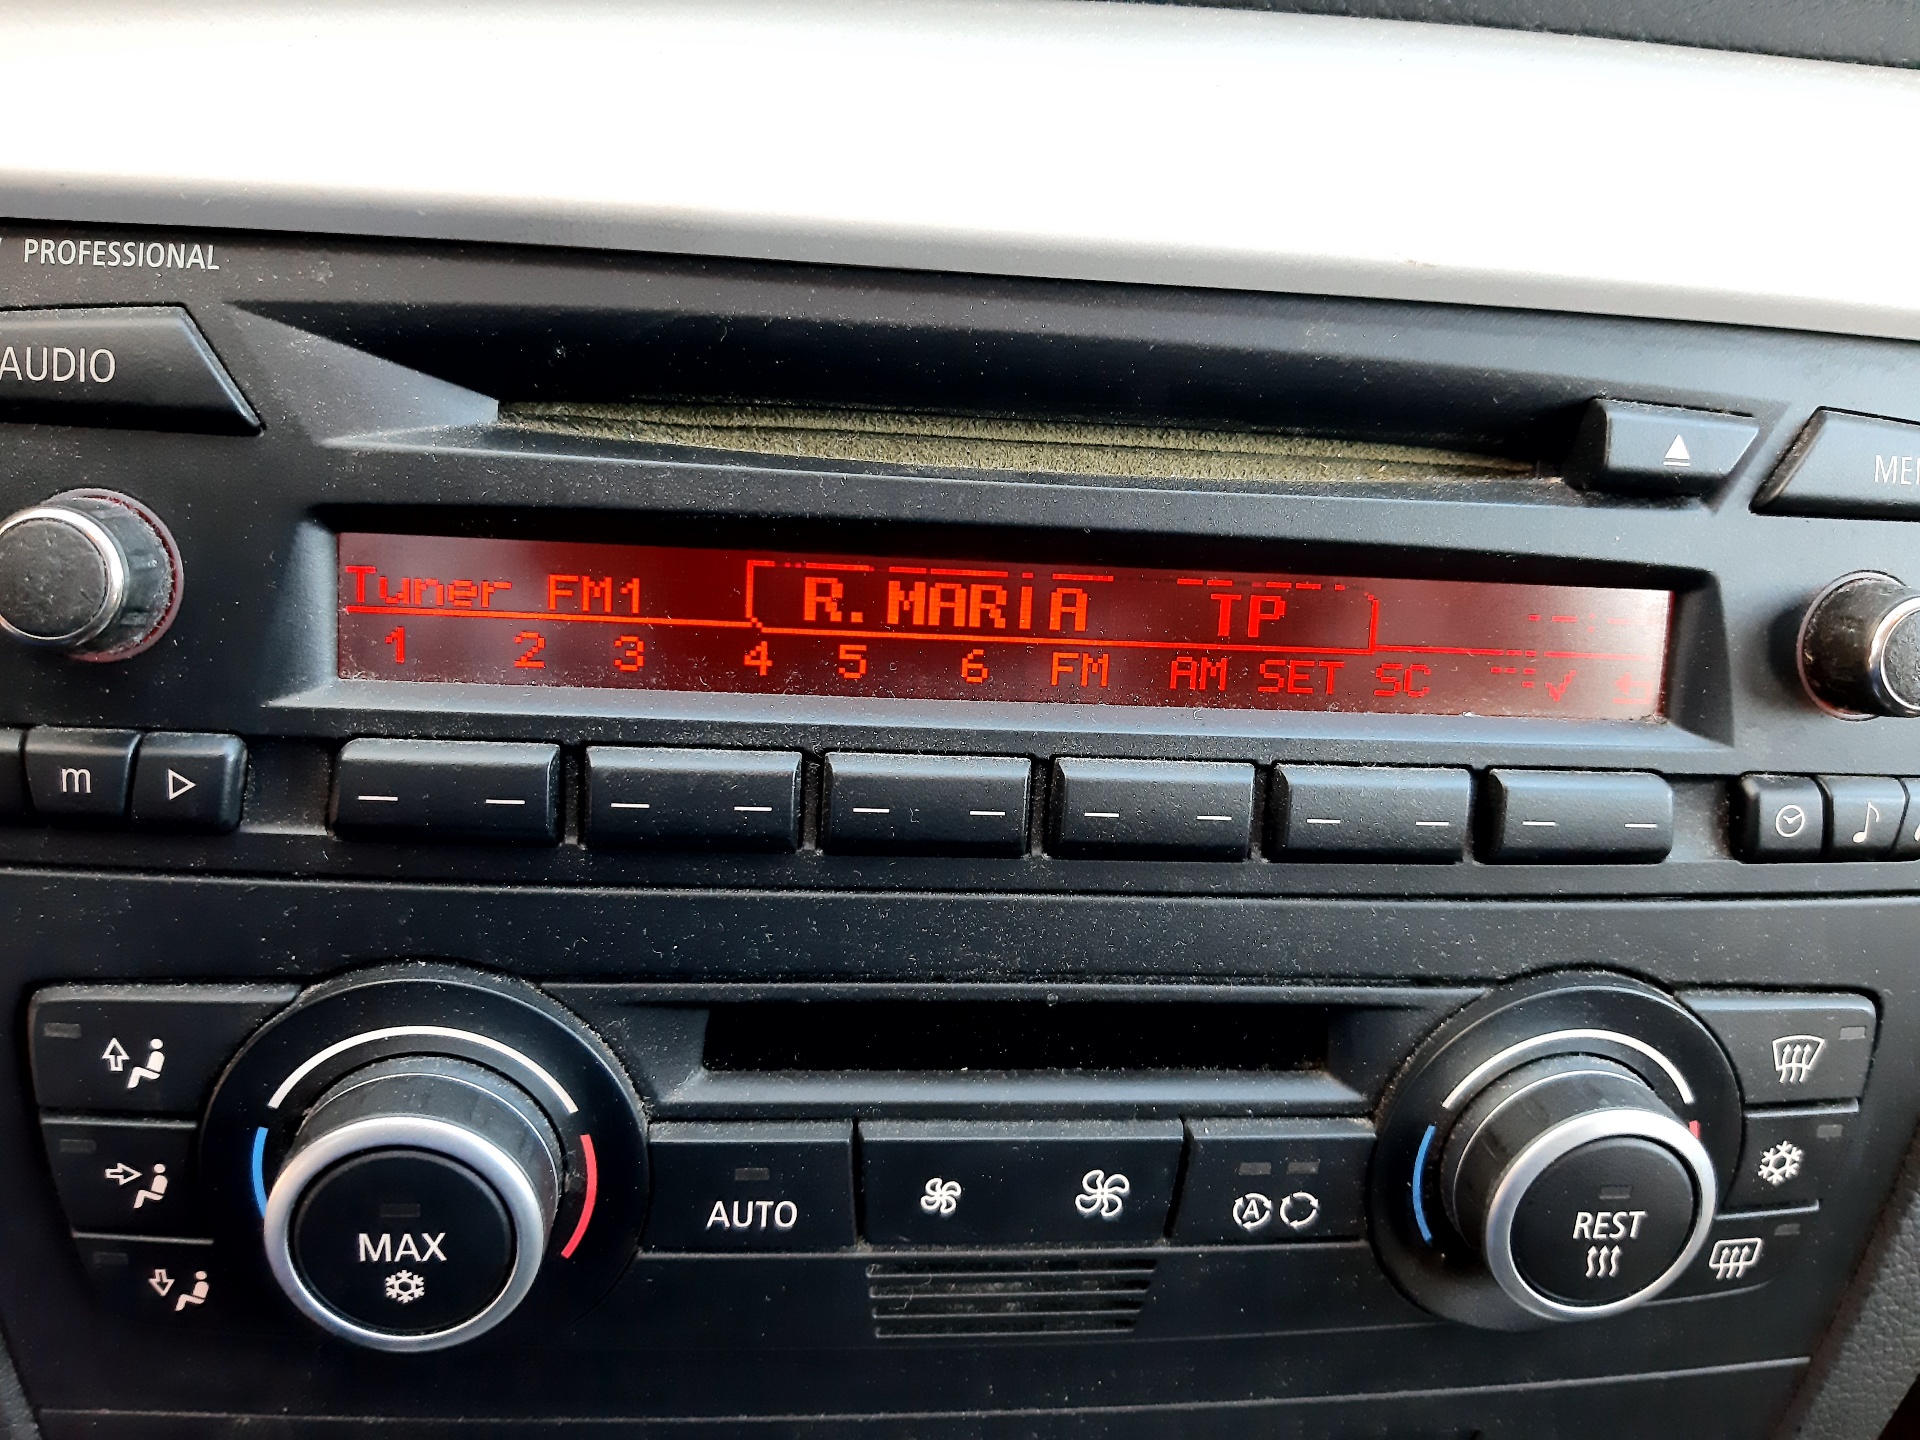 PROFESSIONAL
AUDIO
ME
Tuner FM1 R.MARIA TP --:--
1 2 3 4 5 6 FM AM SET SC
m
AUTO
MAX
REST